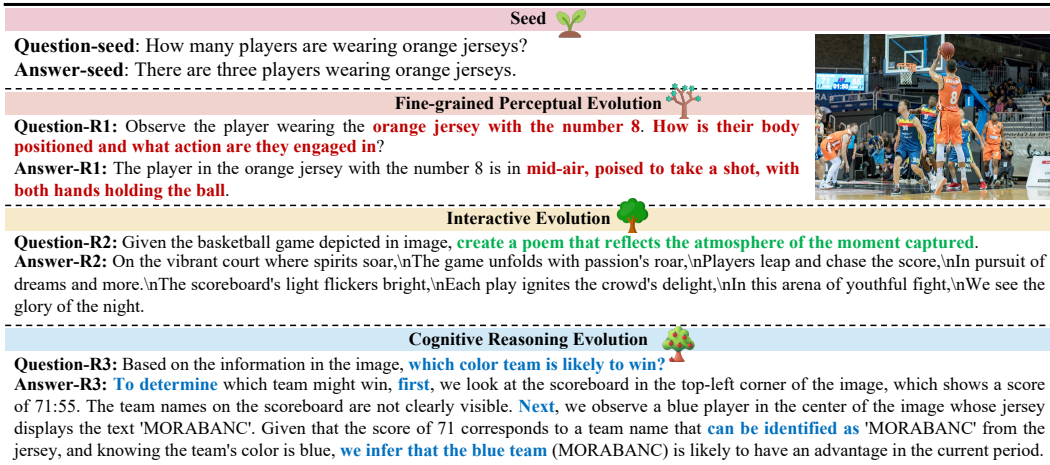 Seed
Question-seed: How many players are wearing orange jerseys?
Answer-seed: There are three players wearing orange jerseys.
Fine-grained Perceptual Evolution
Question-R1: Observe the player wearing the orange jersey with the number 8. How is their body
positioned and what action are they engaged in?
Answer-R1: The player in the orange jersey with the number 8 is in mid-air, poised to take a shot, with
both hands holding the ball.
8
Interactive Evolution
Question-R2: Given the basketball game depicted in image, create a poem that reflects the atmosphere of the moment captured.
Answer-R2: On the vibrant court where spirits soar,\nThe game unfolds with passion's roar,\nPlayers leap and chase the score,\nIn pursuit of
dreams and more.\nThe scoreboard's light flickers bright,\nEach play ignites the crowd's delight,\nIn this arena of youthful fight,\nWe see the
glory of the night.
Cognitive Reasoning Evolution
Question-R3: Based on the information in the image, which color team is likely to win?
Answer-R3: To determine which team might win, first, we look at the scoreboard in the top-left corner of the image, which shows a score
of 71:55. The team names on the scoreboard are not clearly visible. Next, we observe a blue player in the center of the image whose jersey
displays the text 'MORABANC'. Given that the score of 71 corresponds to a team name that can be identified as 'MORABANC' from the
jersey, and knowing the team's color is blue, we infer that the blue team (MORABANC) is likely to have an advantage in the current period.